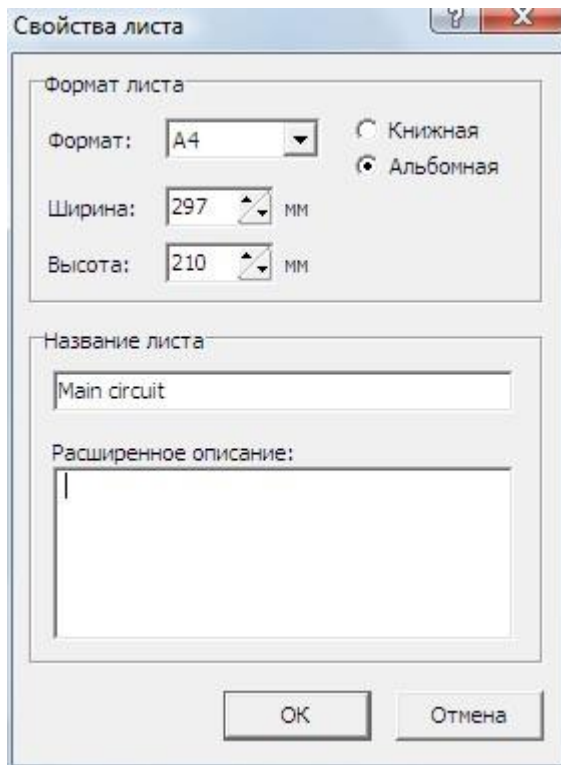 Свойства листа
Формат листа
Формат: A4
Книжная
Альбомная
Ширина: 297 мм
Высота: 210 мм
Название листа
Main circuit
Расширенное описание:
OK Отмена